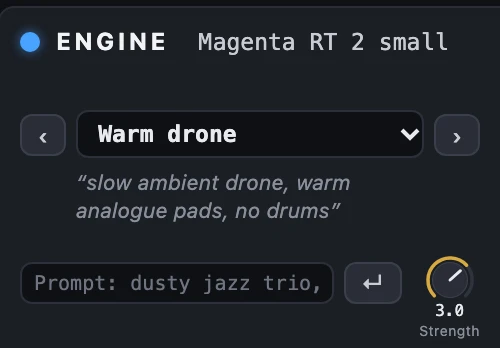 ENGINE Magenta RT 2 small
‹ Warm drone ›
“slow ambient drone, warm
analogue pads, no drums”
Prompt: dusty jazz trio,
3.0
Strength